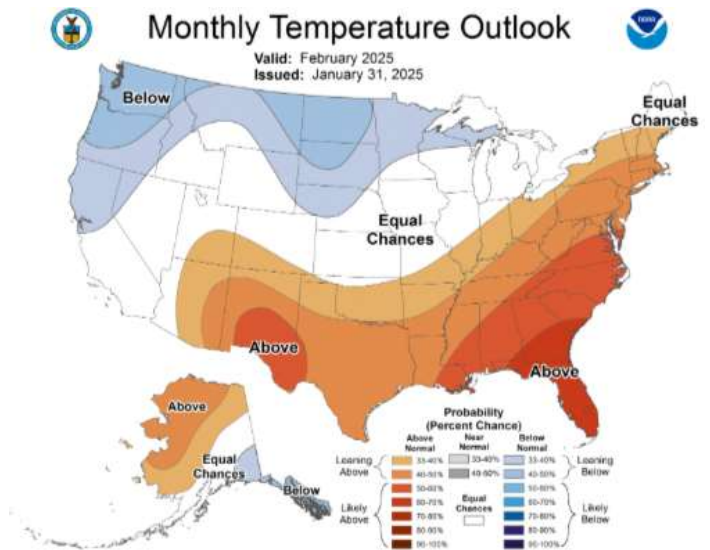 Monthly Temperature Outlook
Valid: February 2025
Issued: January 31, 2025
Below
Equal
Chances
Equal
Chances
Above
Above
Above
Equal
Chances
Below
Probability
(Percent Chance)
Above
Normal
Near
Normal
Below
Normal
Leaning
Above
33-40%
40-50%
33-40%
40-50%
33-40%
40-50%
Leaning
Below
Likely
Above
50-60%
60-70%
70-80%
80-90%
90-100%
Equal
Chances
50-60%
60-70%
70-80%
80-90%
90-100%
Likely
Below